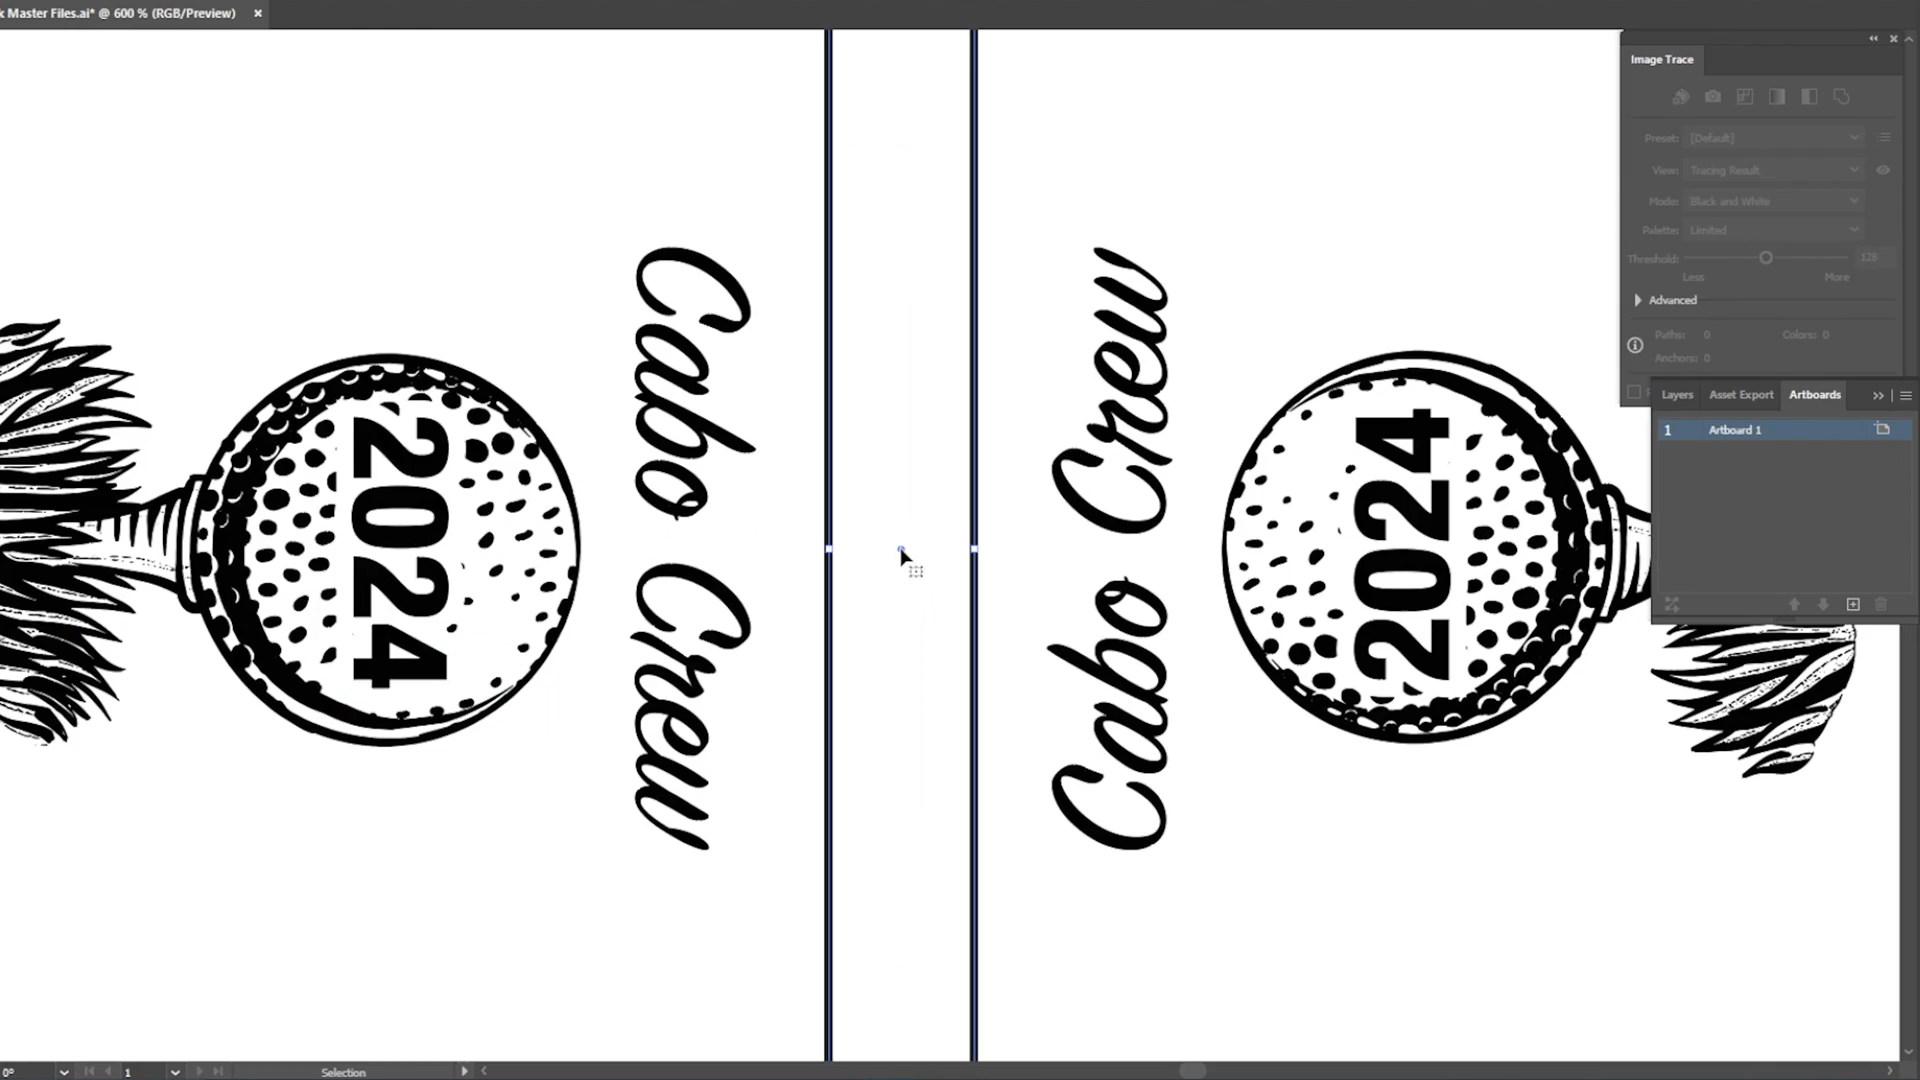 k Master Files.ai* @ 600 % (RGB/Preview)
Image Trace
Preset: [Default]
View: Tracing Result
Mode: Black and White
Palette: Limited
Threshold: 128
Less More
Advanced
Paths: 0 Colors: 0
Anchors: 0
Layers Asset Export Artboards
1 Artboard 1
2024
Cabo Crew
Cabo Crew
2024
0° 1 Selection